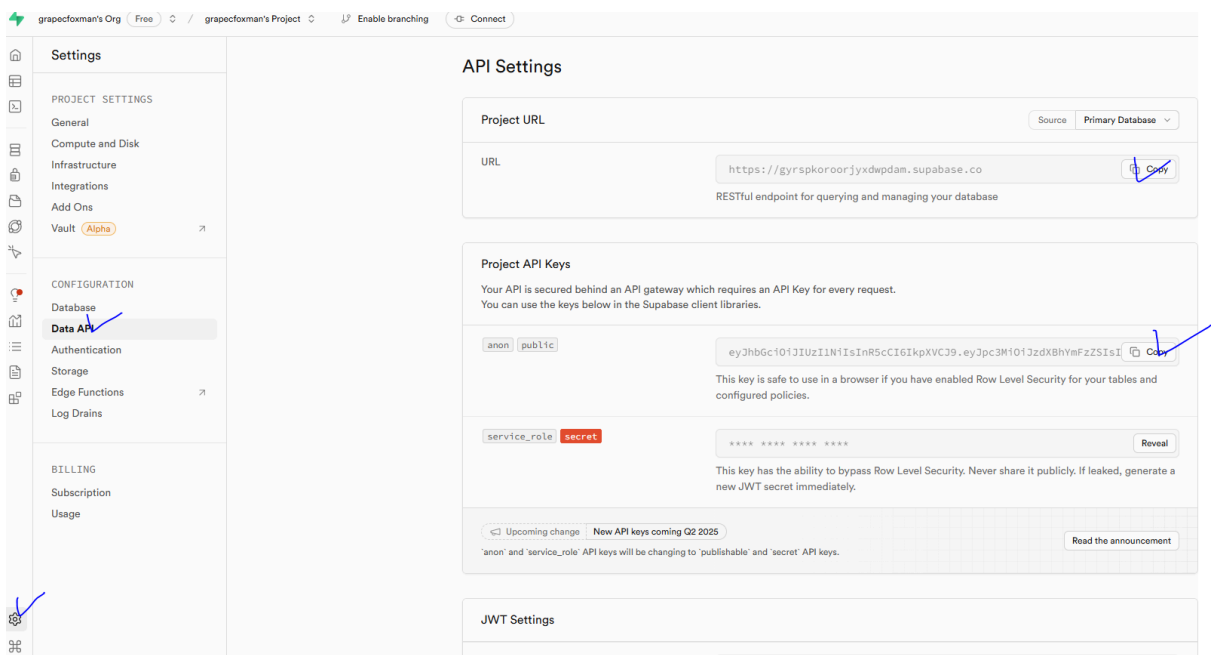 grapecfoxman's Org Free / grapecfoxman's Project Enable branching Connect
Settings
PROJECT SETTINGS
General
Compute and Disk
Infrastructure
Integrations
Add Ons
Vault Alpha
CONFIGURATION
Database
Data API
Authentication
Storage
Edge Functions
Log Drains
BILLING
Subscription
Usage
API Settings
Project URL
Source Primary Database
URL
https://gyrspkoroorjyxdwpdam.supabase.co Copy
RESTful endpoint for querying and managing your database
Project API Keys
Your API is secured behind an API gateway which requires an API Key for every request.
You can use the keys below in the Supabase client libraries.
anon public
eyJhbGciOiJIUzI1NiIsInR5cCI6IkpXVCJ9.eyJpc3MiOiJzdXBhYmFzZSIsI Copy
This key is safe to use in a browser if you have enabled Row Level Security for your tables and
configured policies.
service_role secret
**** **** **** **** Reveal
This key has the ability to bypass Row Level Security. Never share it publicly. If leaked, generate a
new JWT secret immediately.
Upcoming change New API keys coming Q2 2025
`anon` and `service_role` API keys will be changing to `publishable` and `secret` API keys.
Read the announcement
JWT Settings